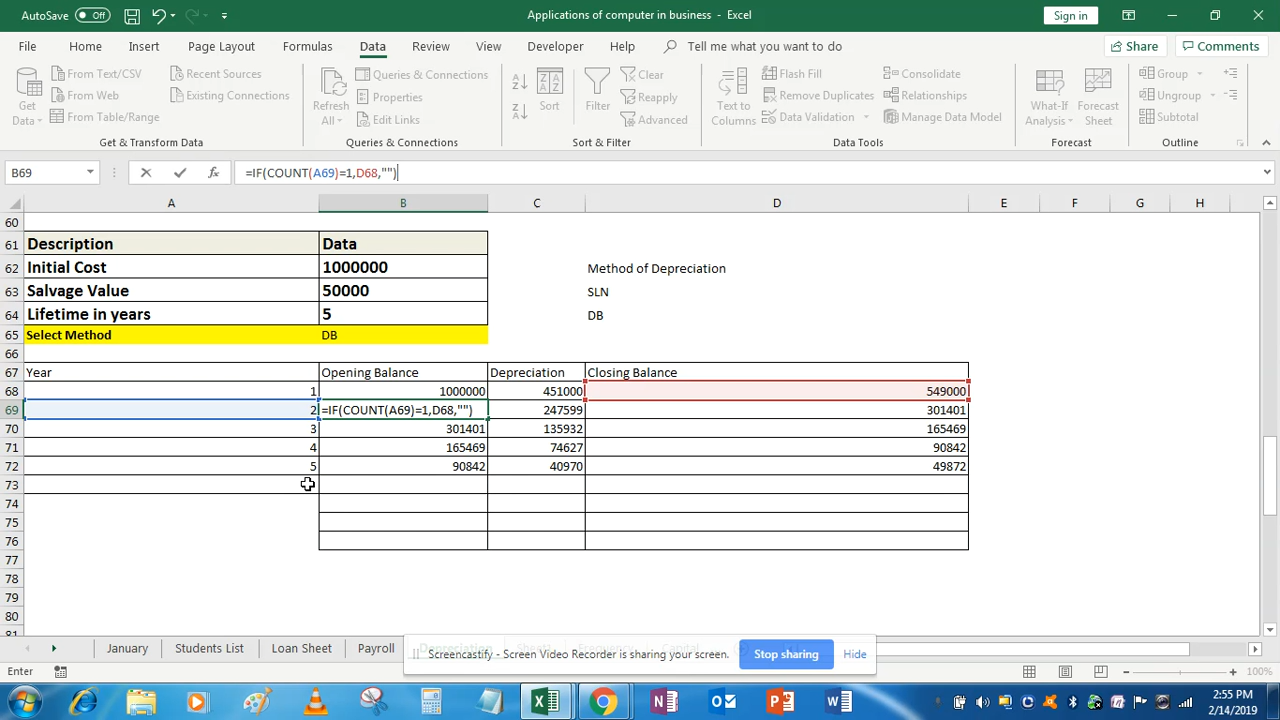 AutoSave Off
Applications of computer in business - Excel
Sign in
File Home Insert Page Layout Formulas Data Review View Developer Help Tell me what you want to do
Share Comments
Get Data
From Text/CSV
From Web
From Table/Range
Recent Sources
Existing Connections
Get & Transform Data
Refresh All
Queries & Connections
Properties
Edit Links
Queries & Connections
Sort
Filter
Clear
Reapply
Advanced
Sort & Filter
Text to Columns
Flash Fill
Remove Duplicates
Data Validation
Consolidate
Relationships
Manage Data Model
Data Tools
What-If Analysis
Forecast Sheet
Forecast
Group
Ungroup
Subtotal
Outline
B69 fx =IF(COUNT(A69)=1,D68,"")
A B C D E F G H
60
61 Description Data
62 Initial Cost 1000000 Method of Depreciation
63 Salvage Value 50000 SLN
64 Lifetime in years 5 DB
65 Select Method DB
66
67 Year Opening Balance Depreciation Closing Balance
68 1 1000000 451000 549000
69 2 =IF(COUNT(A69)=1,D68,"") 247599 301401
70 3 301401 135932 165469
71 4 165469 74627 90842
72 5 90842 40970 49872
73
74
75
76
77
78
79
80
81
January Students List Loan Sheet Payroll
Screencastify - Screen Video Recorder is sharing your screen. Stop sharing Hide
Enter
100%
2:55 PM
2/14/2019